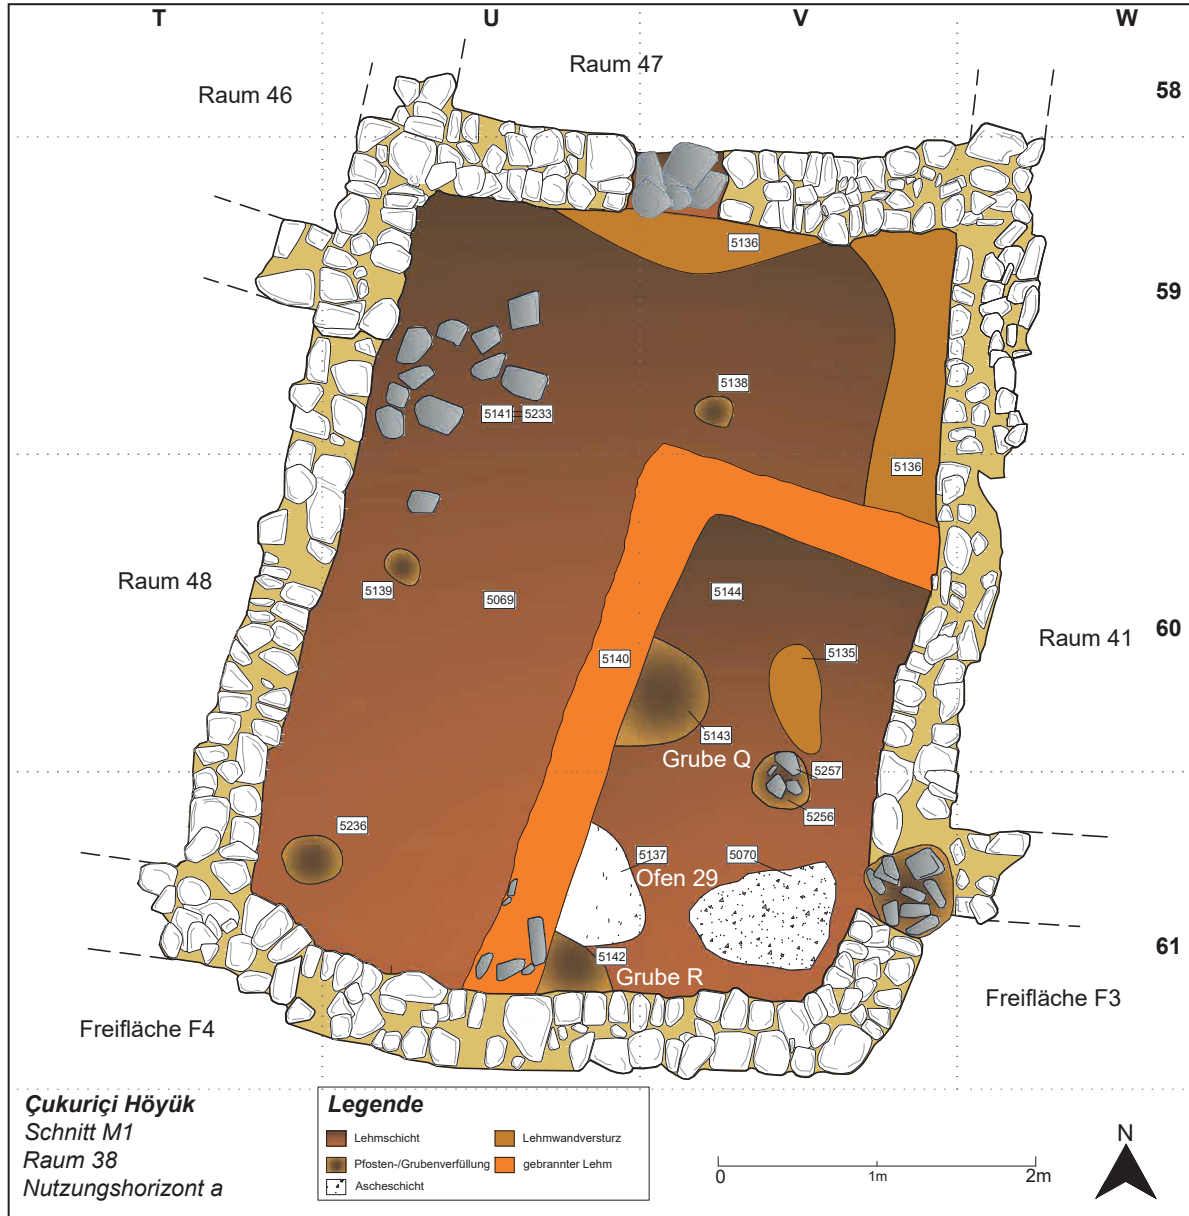 T U V W
Raum 47
58
Raum 46
5136
59
5138
5141 5233
5136
5139
5069
5144
Raum 48
60
Raum 41
5140
5135
5143
Grube Q
5257
5256
5236
5137
5070
Ofen 29
5142
61
Grube R
Freifläche F3
Freifläche F4
Çukuriçi Höyük
Schnitt M1
Raum 38
Nutzungshorizont a
Legende
Lehmschicht
Lehmwandversturz
Pfosten-/Grubenverfüllung
gebrannter Lehm
Ascheschicht
0 1m 2m
N